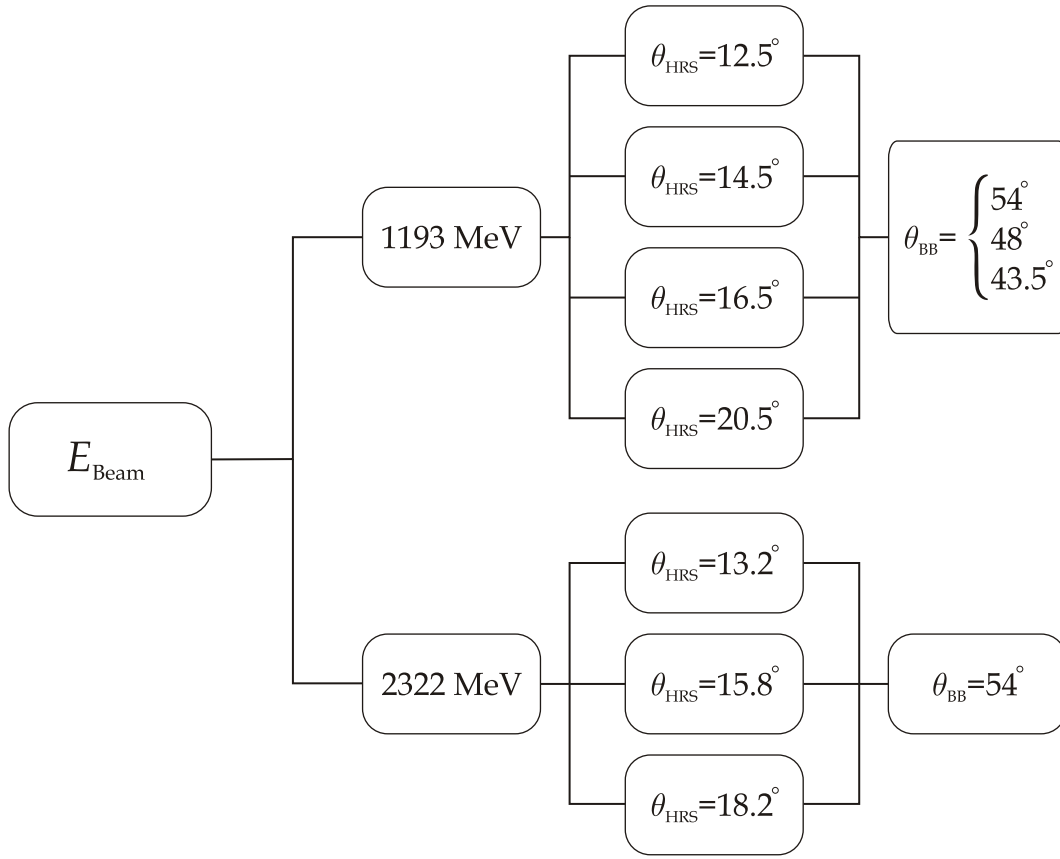 E_Beam
1193 MeV
θ_HRS=12.5°
θ_HRS=14.5°
θ_HRS=16.5°
θ_HRS=20.5°
θ_BB= { 54°
48°
43.5°
2322 MeV
θ_HRS=13.2°
θ_HRS=15.8°
θ_HRS=18.2°
θ_BB=54°